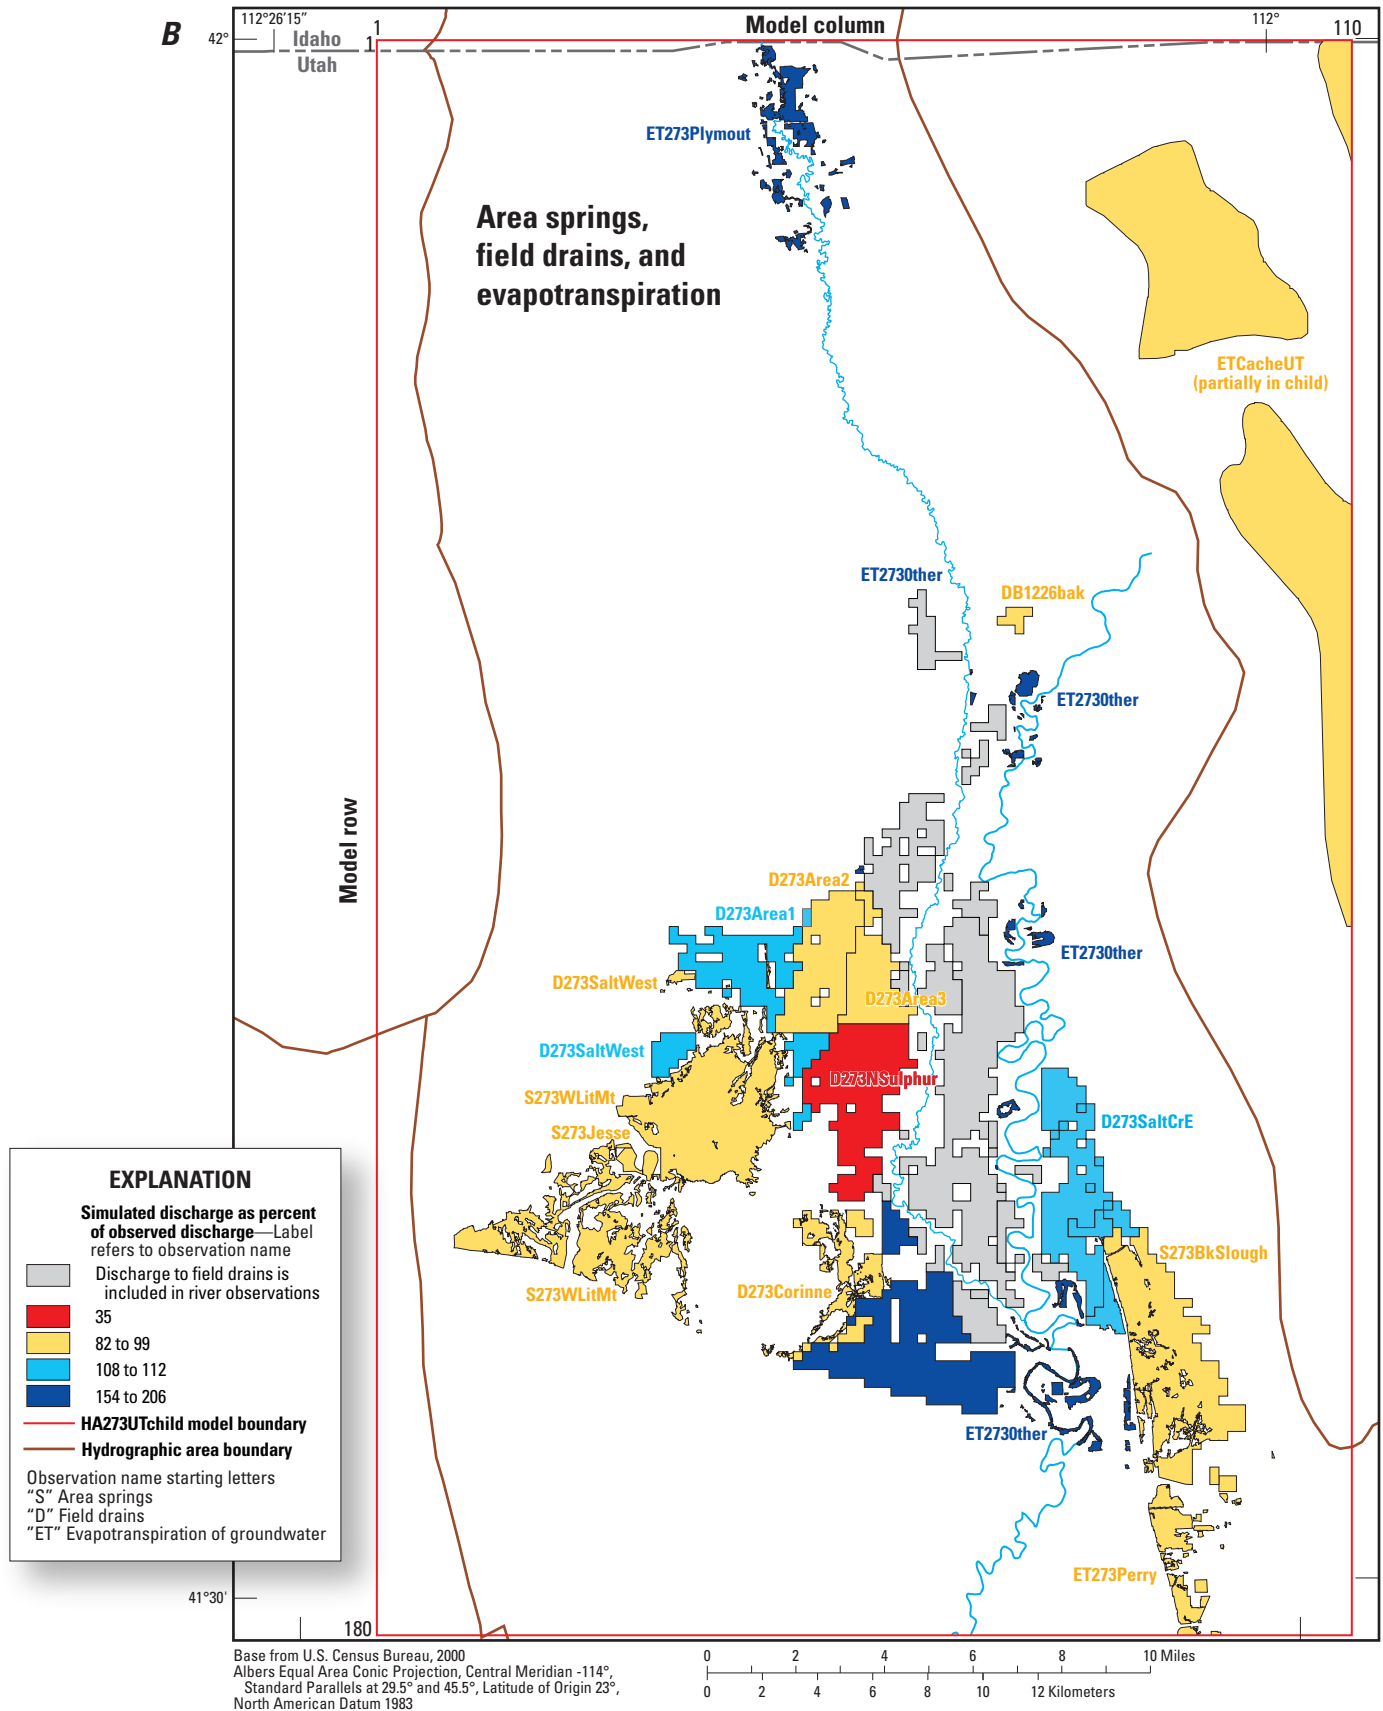 B
112°26'15"
1
Model column
112°
110
42°
1
Idaho
Utah
ET273Plymout
Area springs,
field drains, and
evapotranspiration
ETCacheUT
(partially in child)
ET2730ther
DB1226bak
ET2730ther
Model row
D273Area2
D273Area1
ET2730ther
D273SaltWest
D273Area3
D273SaltWest
D273NSulphur
S273WLitMt
D273SaltCrE
S273Jesse
S273BkSlough
S273WLitMt
D273Corinne
ET2730ther
ET273Perry
EXPLANATION
Simulated discharge as percent
of observed discharge—Label
refers to observation name
Discharge to field drains is
included in river observations
35
82 to 99
108 to 112
154 to 206
HA273UTchild model boundary
Hydrographic area boundary
Observation name starting letters
“S” Area springs
“D” Field drains
”ET” Evapotranspiration of groundwater
41°30'
180
Base from U.S. Census Bureau, 2000
Albers Equal Area Conic Projection, Central Meridian -114°,
Standard Parallels at 29.5° and 45.5°, Latitude of Origin 23°,
North American Datum 1983
0 2 4 6 8 10 Miles
0 2 4 6 8 10 12 Kilometers